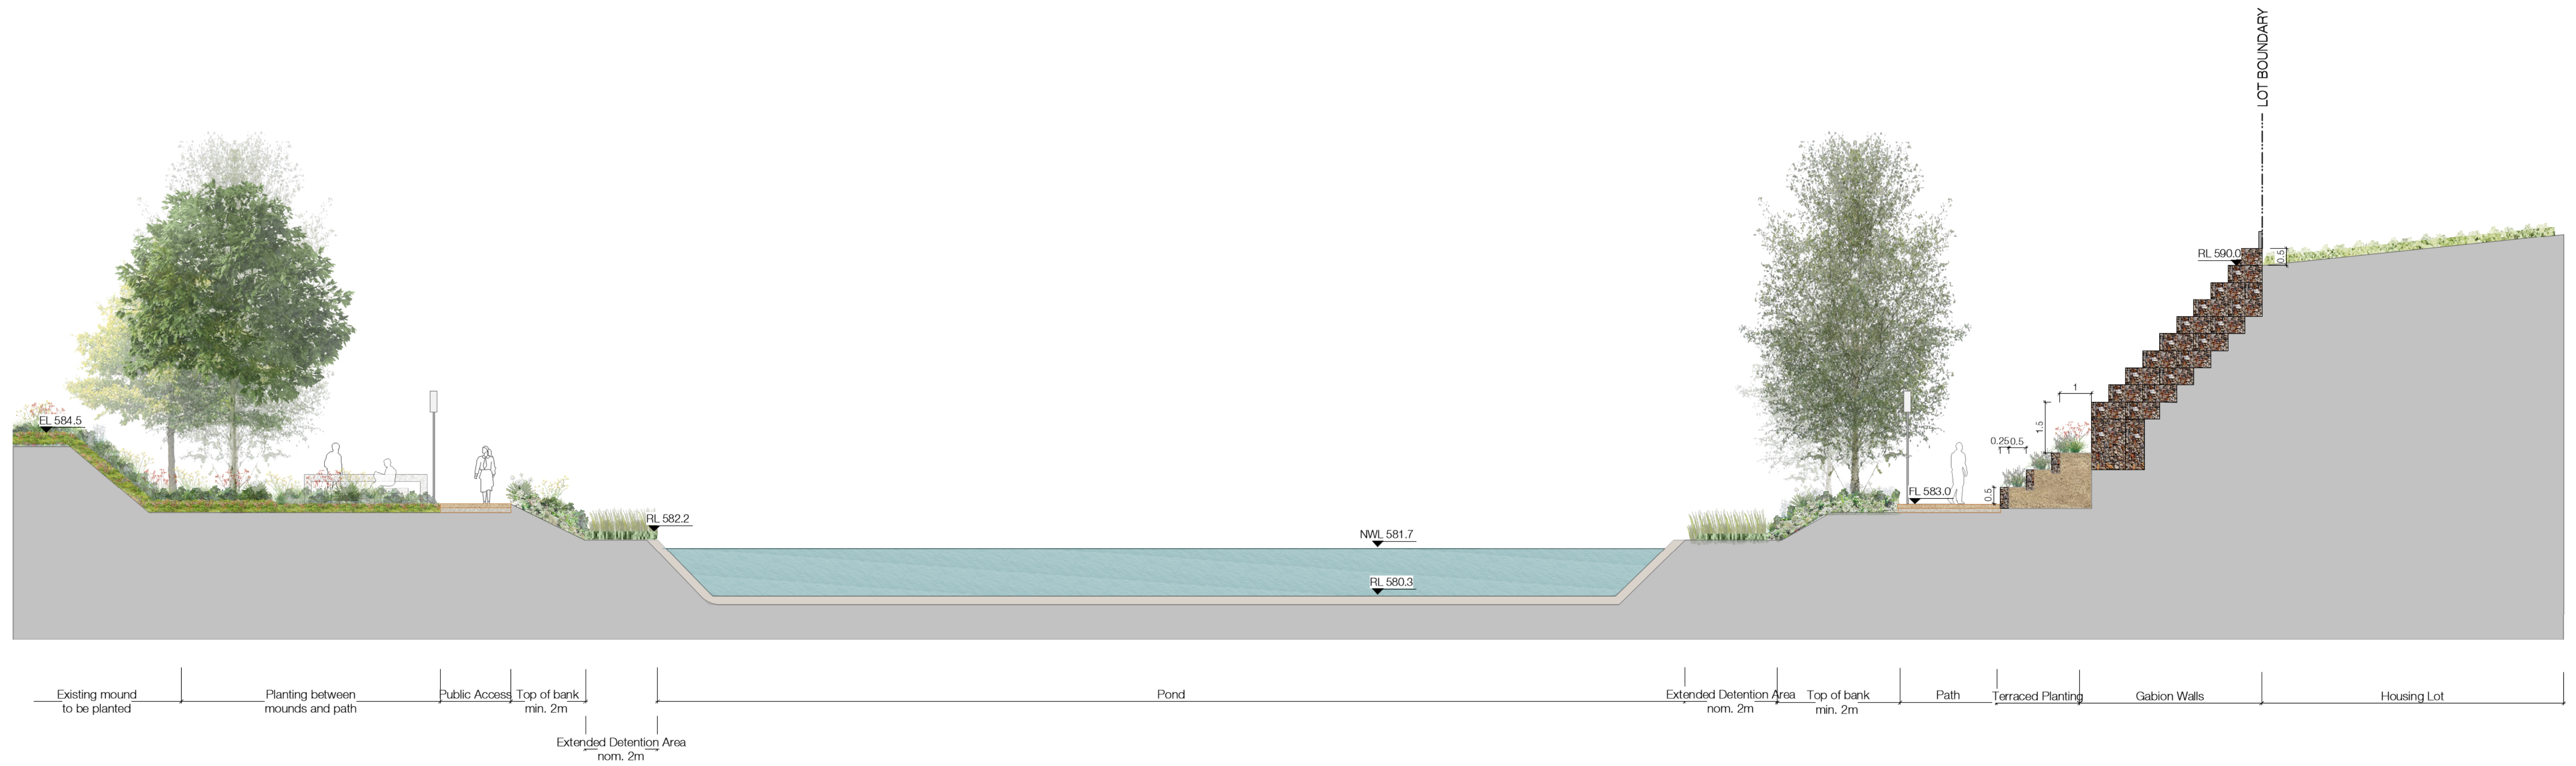 LOT BOUNDARY
RL 590.0
0.5
EL 584.5
1
1.5
0.25
0.5
0.5
FL 583.0
RL 582.2
NWL 581.7
RL 580.3
Existing mound
to be planted
Planting between
mounds and path
Public Access
Top of bank
min. 2m
Extended Detention Area
nom. 2m
Pond
Extended Detention Area
nom. 2m
Top of bank
min. 2m
Path
Terraced Planting
Gabion Walls
Housing Lot